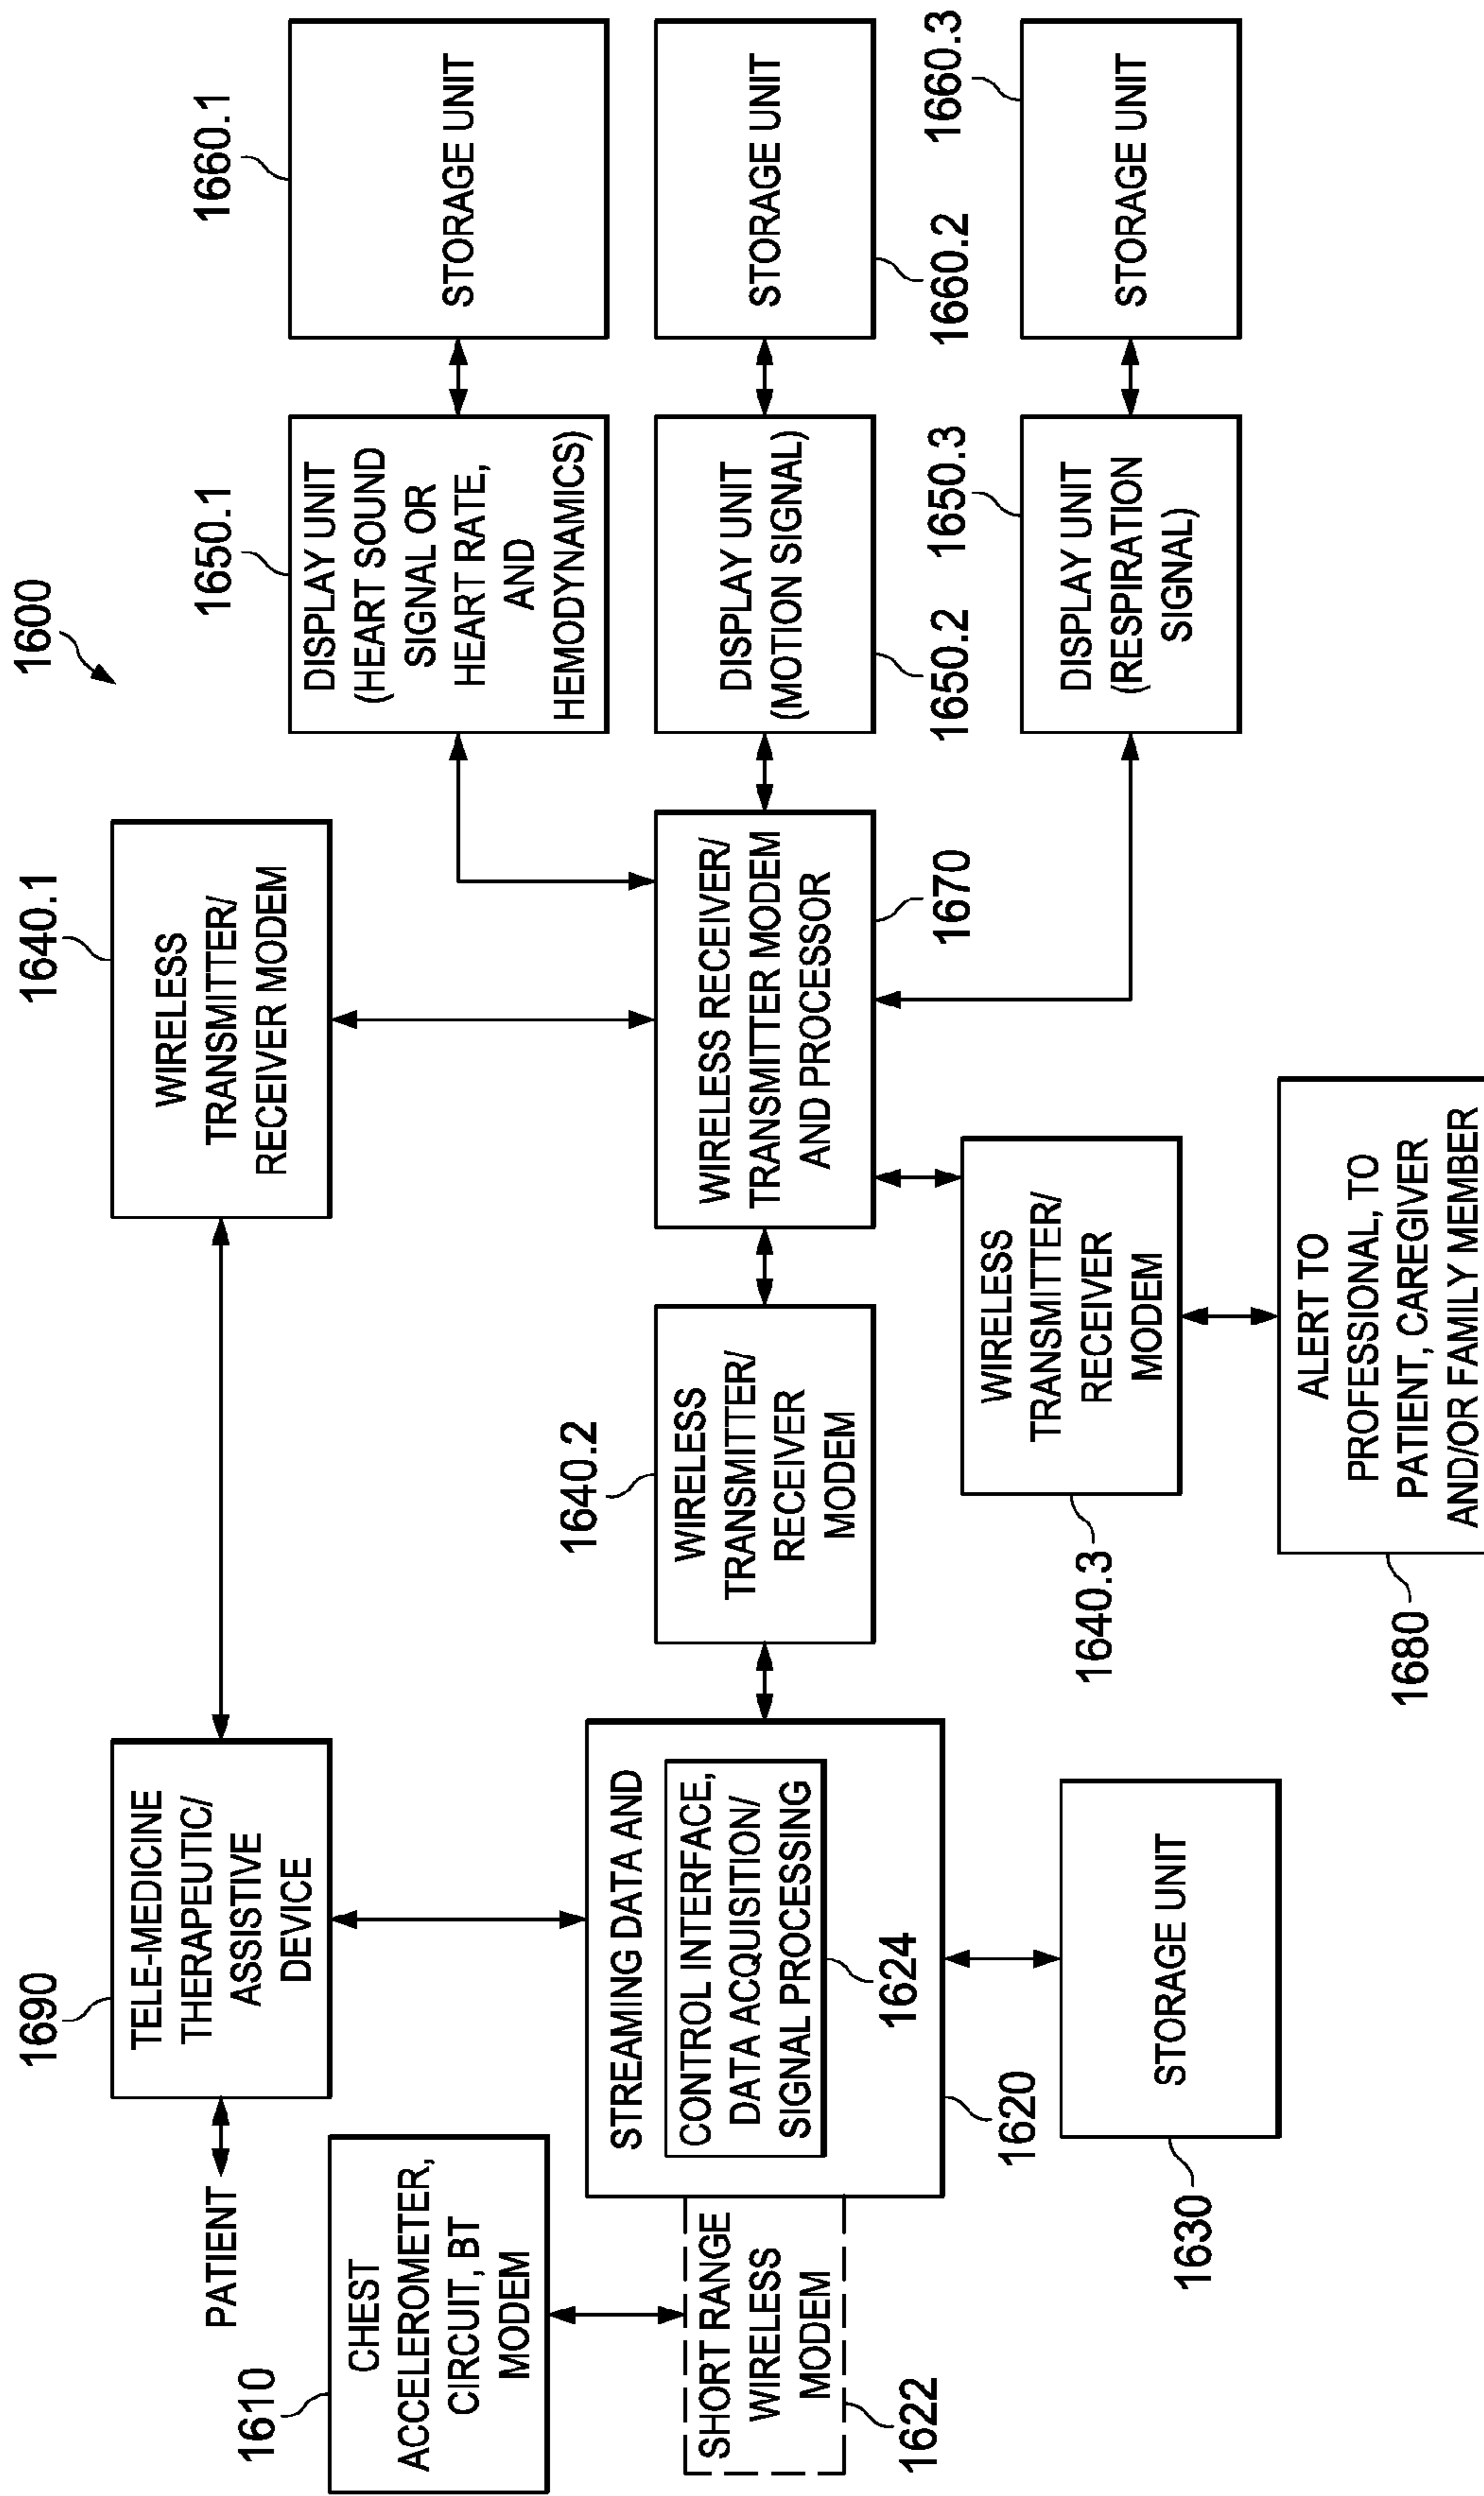 1600
1690
TELE-MEDICINE
THERAPEUTIC/
ASSISTIVE
DEVICE
PATIENT
1640.1
WIRELESS
TRANSMITTER/
RECEIVER MODEM
1610
CHEST
ACCELEROMETER,
CIRCUIT, BT
MODEM
SHORT RANGE
WIRELESS
MODEM
1622
STREAMING DATA AND
CONTROL INTERFACE,
DATA ACQUISITION/
SIGNAL PROCESSING
1624
1620
STORAGE UNIT
1630
1640.2
WIRELESS
TRANSMITTER/
RECEIVER
MODEM
WIRELESS RECEIVER/
TRANSMITTER MODEM
AND PROCESSOR
1670
WIRELESS
TRANSMITTER/
RECEIVER
MODEM
1640.3
ALERT TO
PROFESSIONAL, TO
PATIENT, CAREGIVER
AND/OR FAMILY MEMBER
1680
1650.1
DISPLAY UNIT
(HEART SOUND
SIGNAL OR
HEART RATE,
AND
HEMODYNAMICS)
1660.1
STORAGE UNIT
DISPLAY UNIT
(MOTION SIGNAL)
1650.2
STORAGE UNIT
1660.2
1650.3
DISPLAY UNIT
(RESPIRATION
SIGNAL)
1660.3
STORAGE UNIT